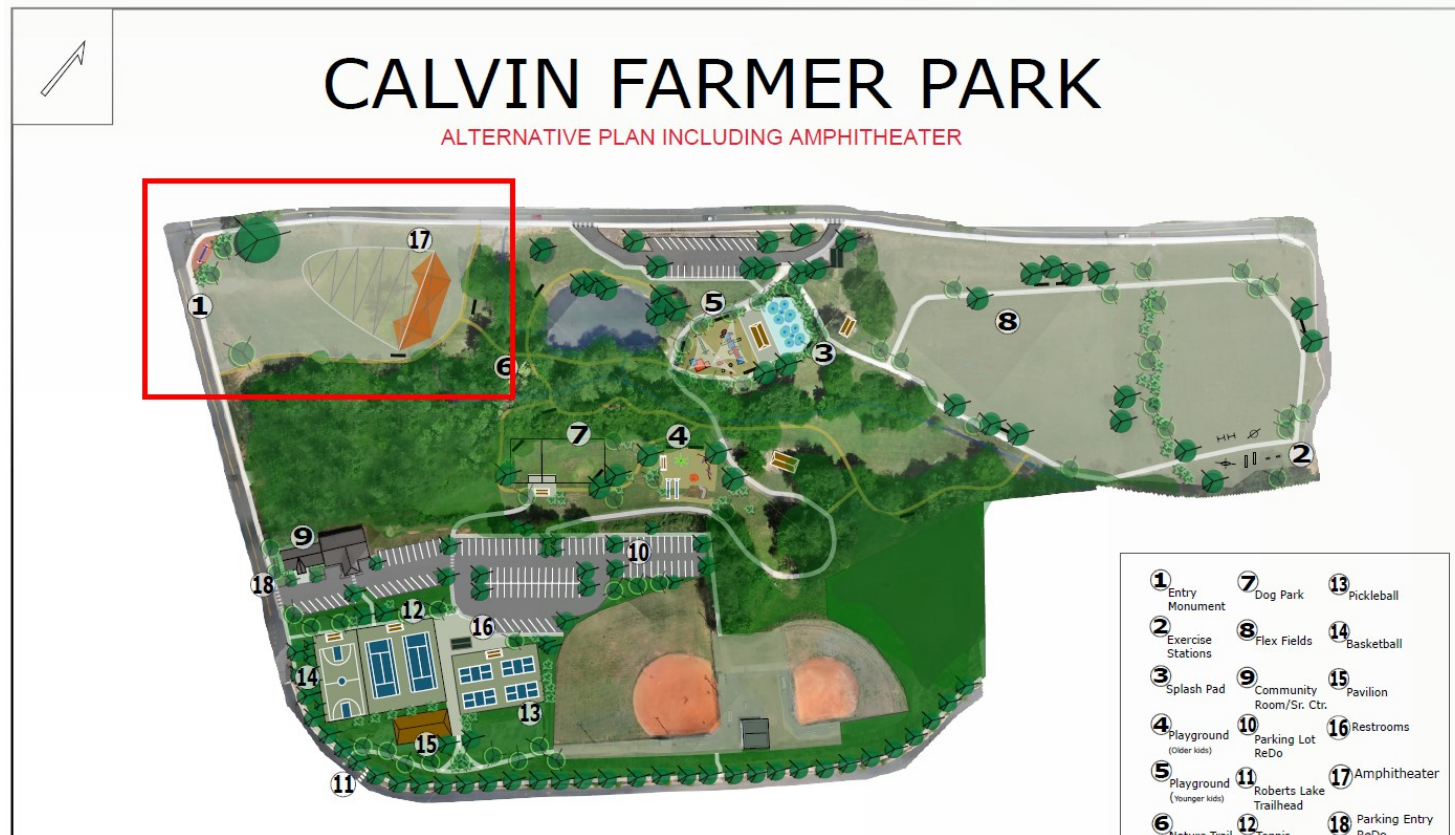 CALVIN FARMER PARK
ALTERNATIVE PLAN INCLUDING AMPHITHEATER
17
1
5
8
3
6
7
4
2
9
10
18
12
16
14
13
15
11
1 Entry
Monument
2 Exercise
Stations
3 Splash Pad
4 Playground
(Older kids)
5 Playground
(Younger kids)
6 Nature Trail
7 Dog Park
8 Flex Fields
9 Community
Room/Sr. Ctr.
10 Parking Lot
ReDo
11 Roberts Lake
Trailhead
12 Tennis
13 Pickleball
14 Basketball
15 Pavilion
16 Restrooms
17 Amphitheater
18 Parking Entry
ReDo